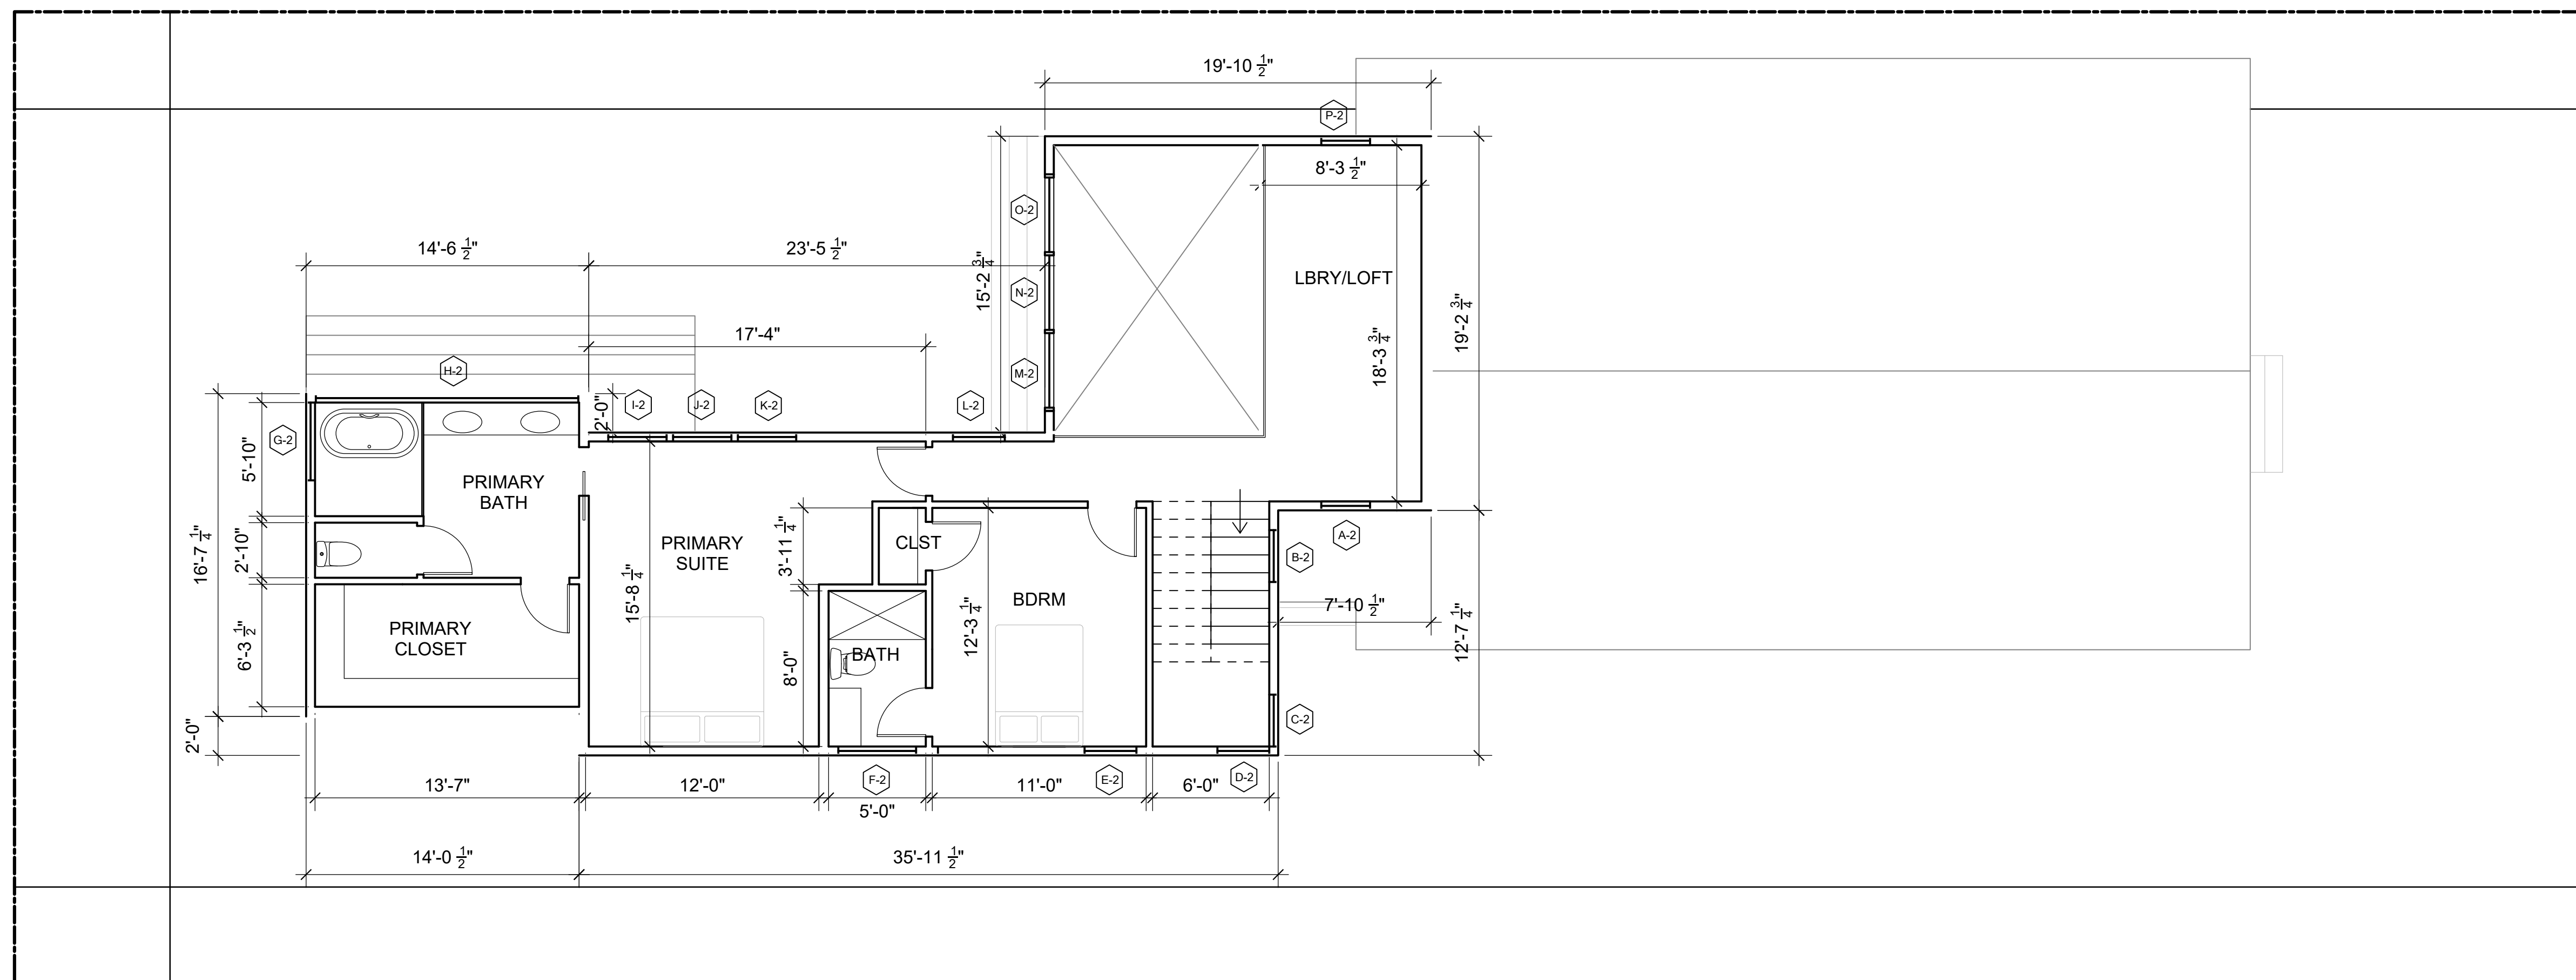 19'-10 1/2"
P-2
8'-3 1/2"
O-2
14'-6 1/2"
23'-5 1/2"
15'-2 3/4"
LBRY/LOFT
N-2
19'-2 3/4"
17'-4"
18'-3 3/4"
H-2
M-2
2'-0"
I-2
J-2
K-2
L-2
G-2
5'-10"
PRIMARY
BATH
A-2
CLST
3'-11 1/4"
PRIMARY
SUITE
B-2
16'-7 1/4"
2'-10"
15'-8 1/4"
BDRM
12'-3 1/4"
7'-10 1/2"
12'-7 1/4"
PRIMARY
CLOSET
6'-3 1/2"
BATH
8'-0"
C-2
2'-0"
13'-7"
12'-0"
F-2
5'-0"
11'-0"
E-2
6'-0"
D-2
14'-0 1/2"
35'-11 1/2"